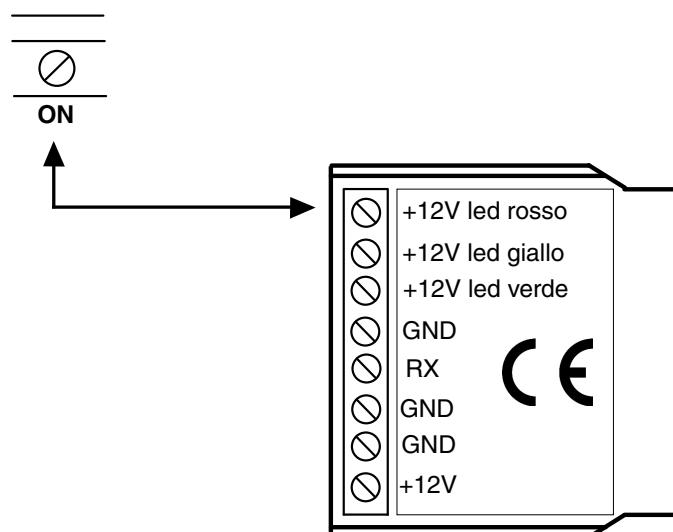 ON
+12V led rosso
+12V led giallo
+12V led verde
GND
RX
GND
GND
+12V
CE